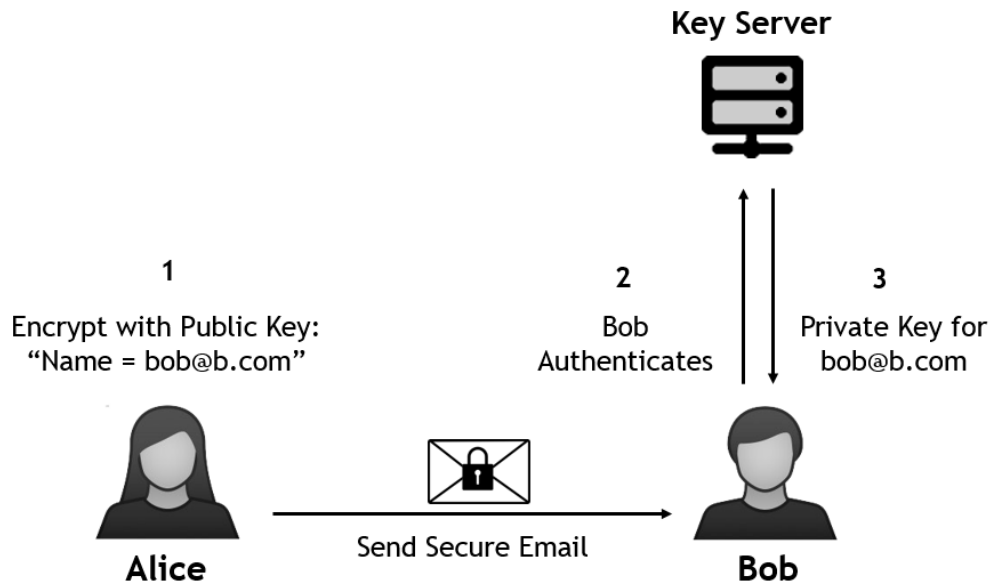 Key Server
1
Encrypt with Public Key:
“Name = bob@b.com”
2
Bob
Authenticates
3
Private Key for
bob@b.com
Send Secure Email
Alice
Bob